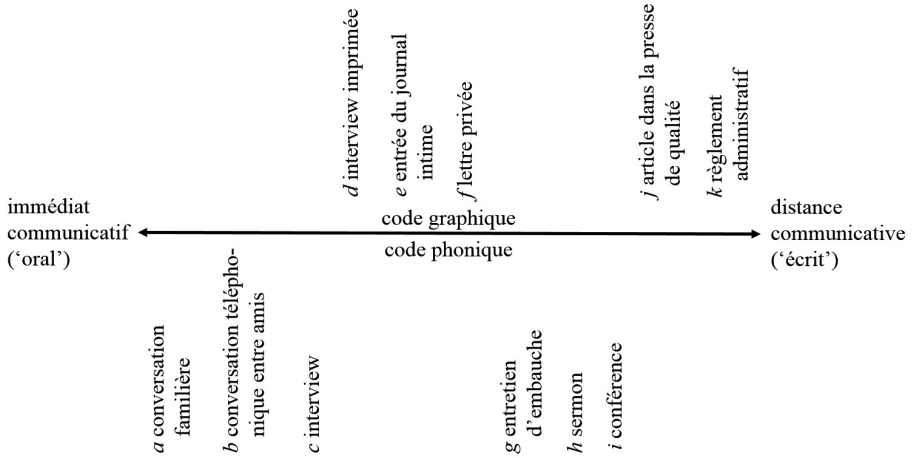 d interview imprimée
e entrée du journal
intime
f lettre privée
j article dans la presse
de qualité
k règlement
administratif
immédiat
communicatif
(‘oral’)
code graphique
code phonique
distance
communicative
(‘écrit’)
a conversation
familière
b conversation télépho-
nique entre amis
c interview
g entretien
d’embauche
h sermon
i conférence